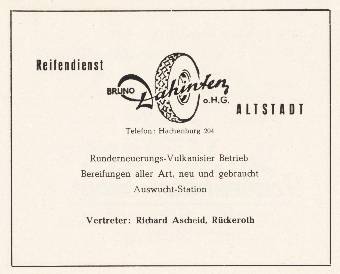 Reifendienst
BRUNO Dahinten o.H.G.
ALTSTADT
Telefon: Hachenburg 204
Runderneuerungs-Vulkanisier Betrieb
Bereifungen aller Art, neu und gebraucht
Auswucht-Station
Vertreter: Richard Ascheid, Rückeroth